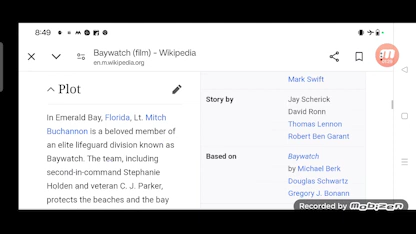 8:49
Baywatch (film) - Wikipedia
en.m.wikipedia.org
Plot
In Emerald Bay, Florida, Lt. Mitch
Buchannon is a beloved member of
an elite lifeguard division known as
Baywatch. The team, including
second-in-command Stephanie
Holden and veteran C. J. Parker,
protects the beaches and the bay
Mark Swift
Story by
Jay Scherick
David Ronn
Thomas Lennon
Robert Ben Garant
Based on
Baywatch
by Michael Berk
Douglas Schwartz
Gregory J. Bonann
Recorded by Mobizen